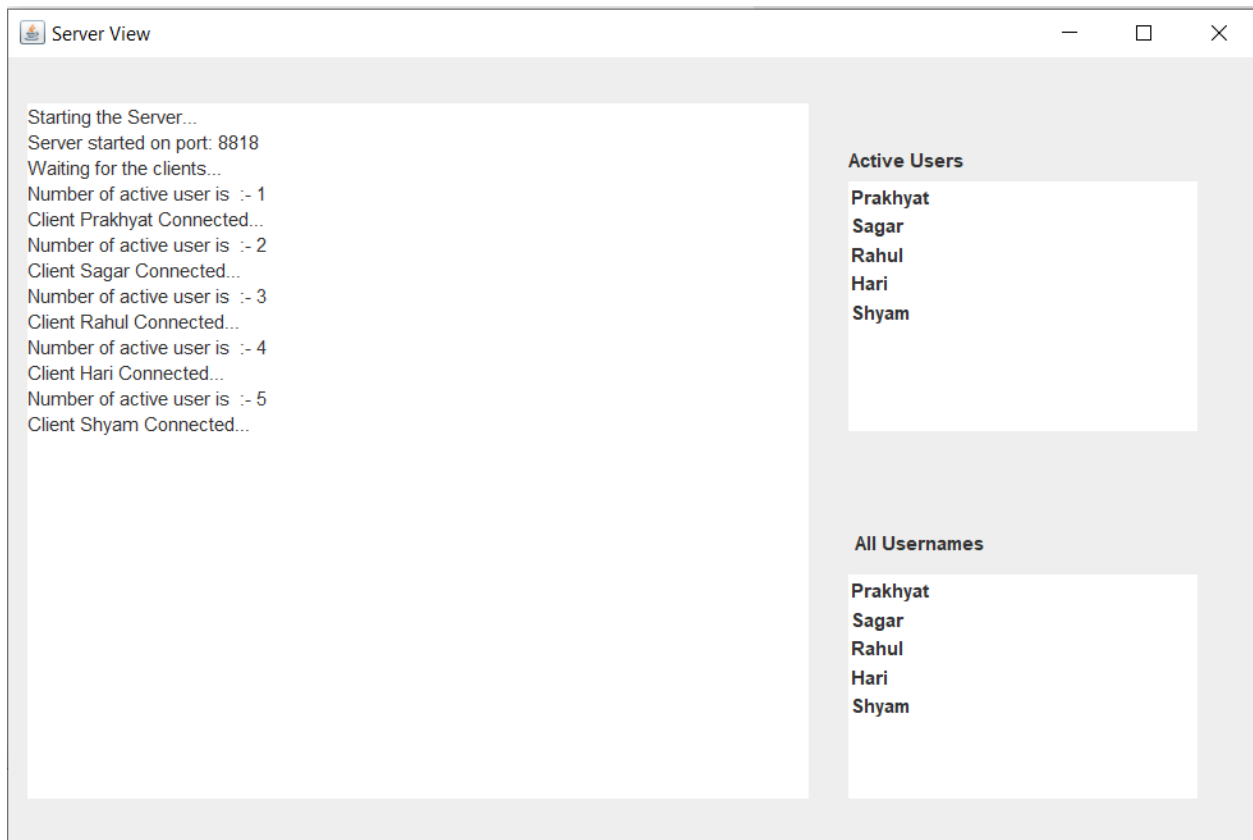 Server View
Starting the Server...
Server started on port: 8818
Waiting for the clients...
Number of active user is  :- 1
Client Prakhyat Connected...
Number of active user is  :- 2
Client Sagar Connected...
Number of active user is  :- 3
Client Rahul Connected...
Number of active user is  :- 4
Client Hari Connected...
Number of active user is  :- 5
Client Shyam Connected...
Active Users
Prakhyat
Sagar
Rahul
Hari
Shyam
All Usernames
Prakhyat
Sagar
Rahul
Hari
Shyam